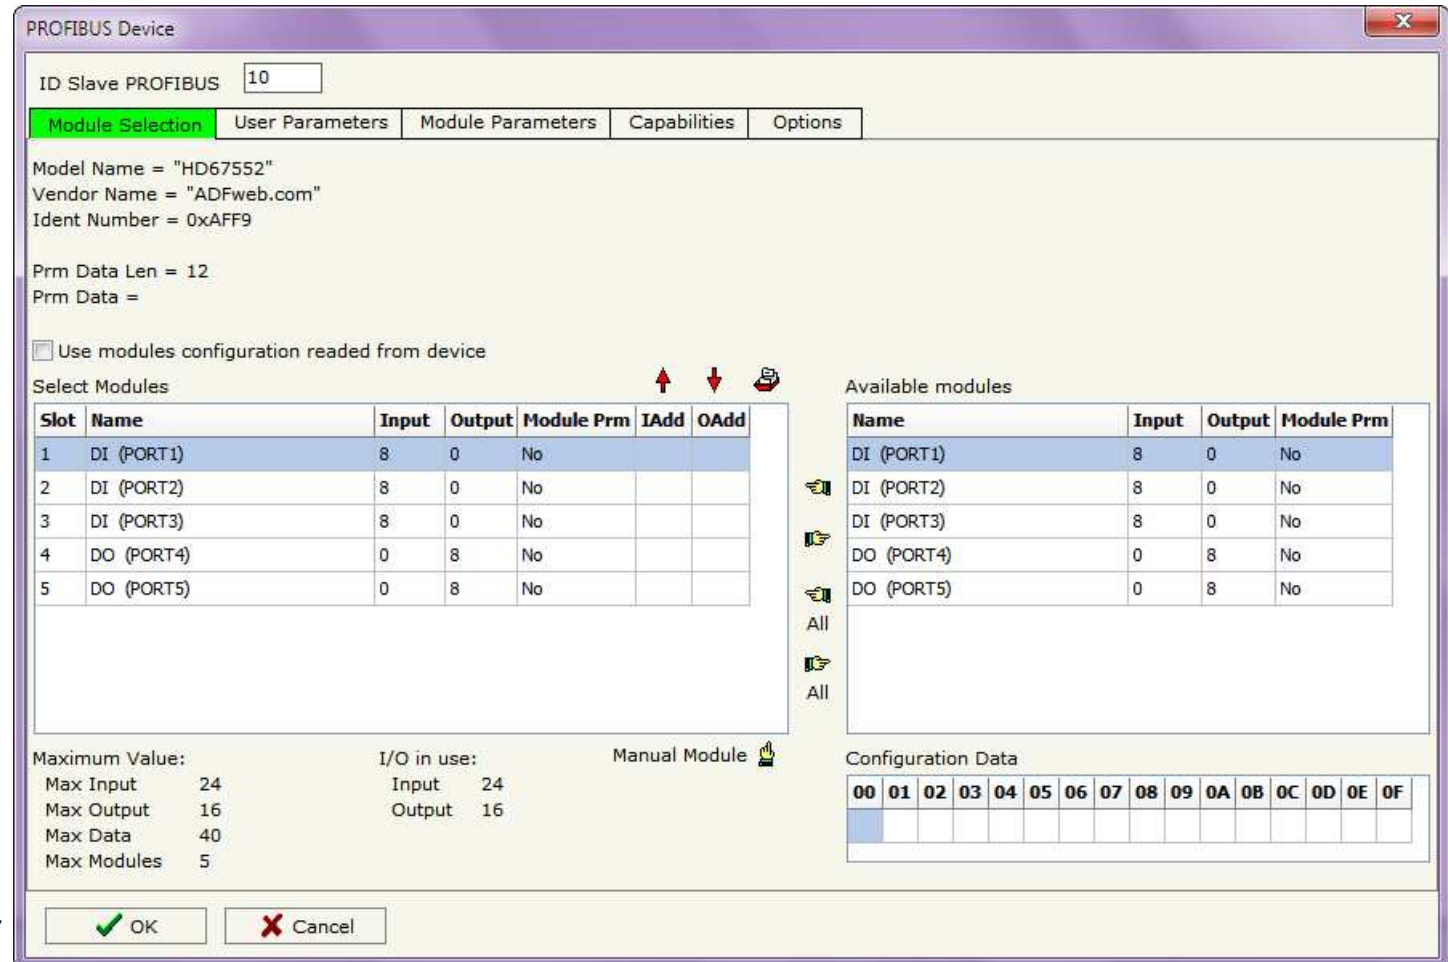 PROFIBUS Device
ID Slave PROFIBUS 10
Module Selection User Parameters Module Parameters Capabilities Options
Model Name = "HD67552"
Vendor Name = "ADFweb.com"
Ident Number = 0xAFF9
Prm Data Len = 12
Prm Data =
Use modules configuration readed from device
Select Modules
Slot Name Input Output Module Prm IAdd OAdd
1 DI (PORT1) 8 0 No
2 DI (PORT2) 8 0 No
3 DI (PORT3) 8 0 No
4 DO (PORT4) 0 8 No
5 DO (PORT5) 0 8 No
All
All
Available modules
Name Input Output Module Prm
DI (PORT1) 8 0 No
DI (PORT2) 8 0 No
DI (PORT3) 8 0 No
DO (PORT4) 0 8 No
DO (PORT5) 0 8 No
Maximum Value:
Max Input 24
Max Output 16
Max Data 40
Max Modules 5
I/O in use:
Input 24
Output 16
Manual Module
Configuration Data
00 01 02 03 04 05 06 07 08 09 0A 0B 0C 0D 0E 0F
OK Cancel